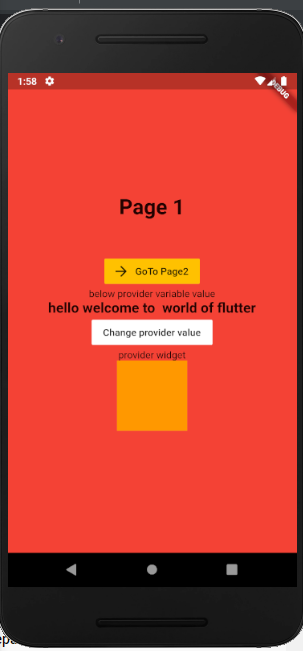 1:58
DEBUG
Page 1
GoTo Page2
below provider variable value
hello welcome to  world of flutter
Change provider value
provider widget